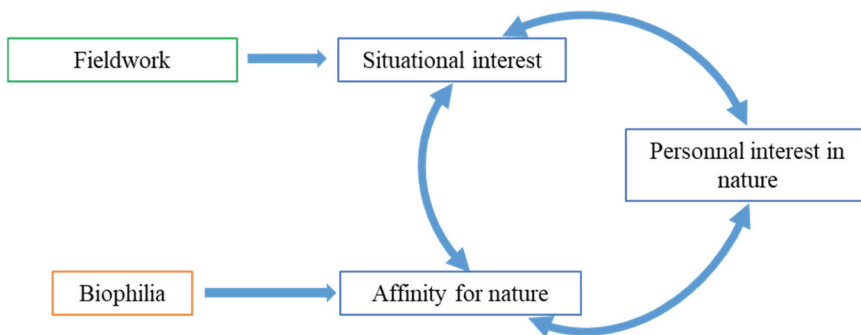 Fieldwork
Situational interest
Personnal interest in
nature
Biophilia
Affinity for nature